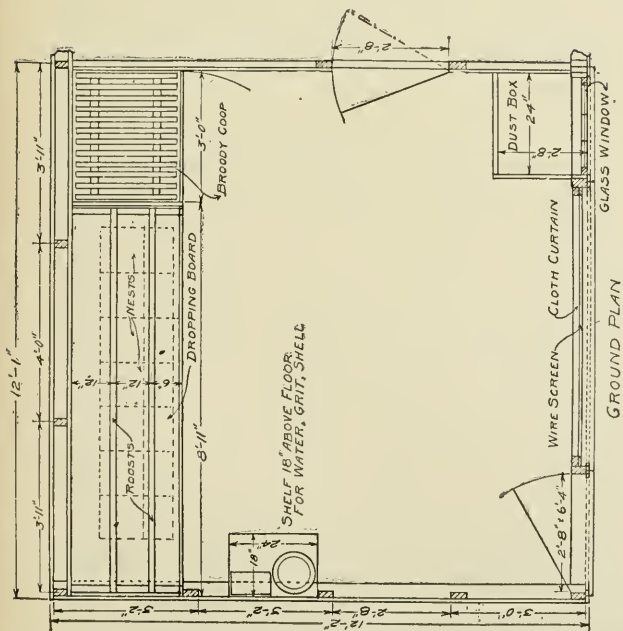 12'-1"
3'-11"
4'-0"
3'-11"
2'-8"
BROODY COOP
3'-0"
DUST BOX
24"
2'-8"
GLASS WINDOW
NESTS
DROPPING BOARD
12"
12"
6"
ROOSTS
8'-11"
CLOTH CURTAIN
WIRE SCREEN
GROUND PLAN
SHELF 18" ABOVE FLOOR.
FOR WATER, GRIT, SHELL
24"
18"
2'-8" x 6'-4"
3'-2"
3'-2"
2'-8"
3'-0"
12'-2"